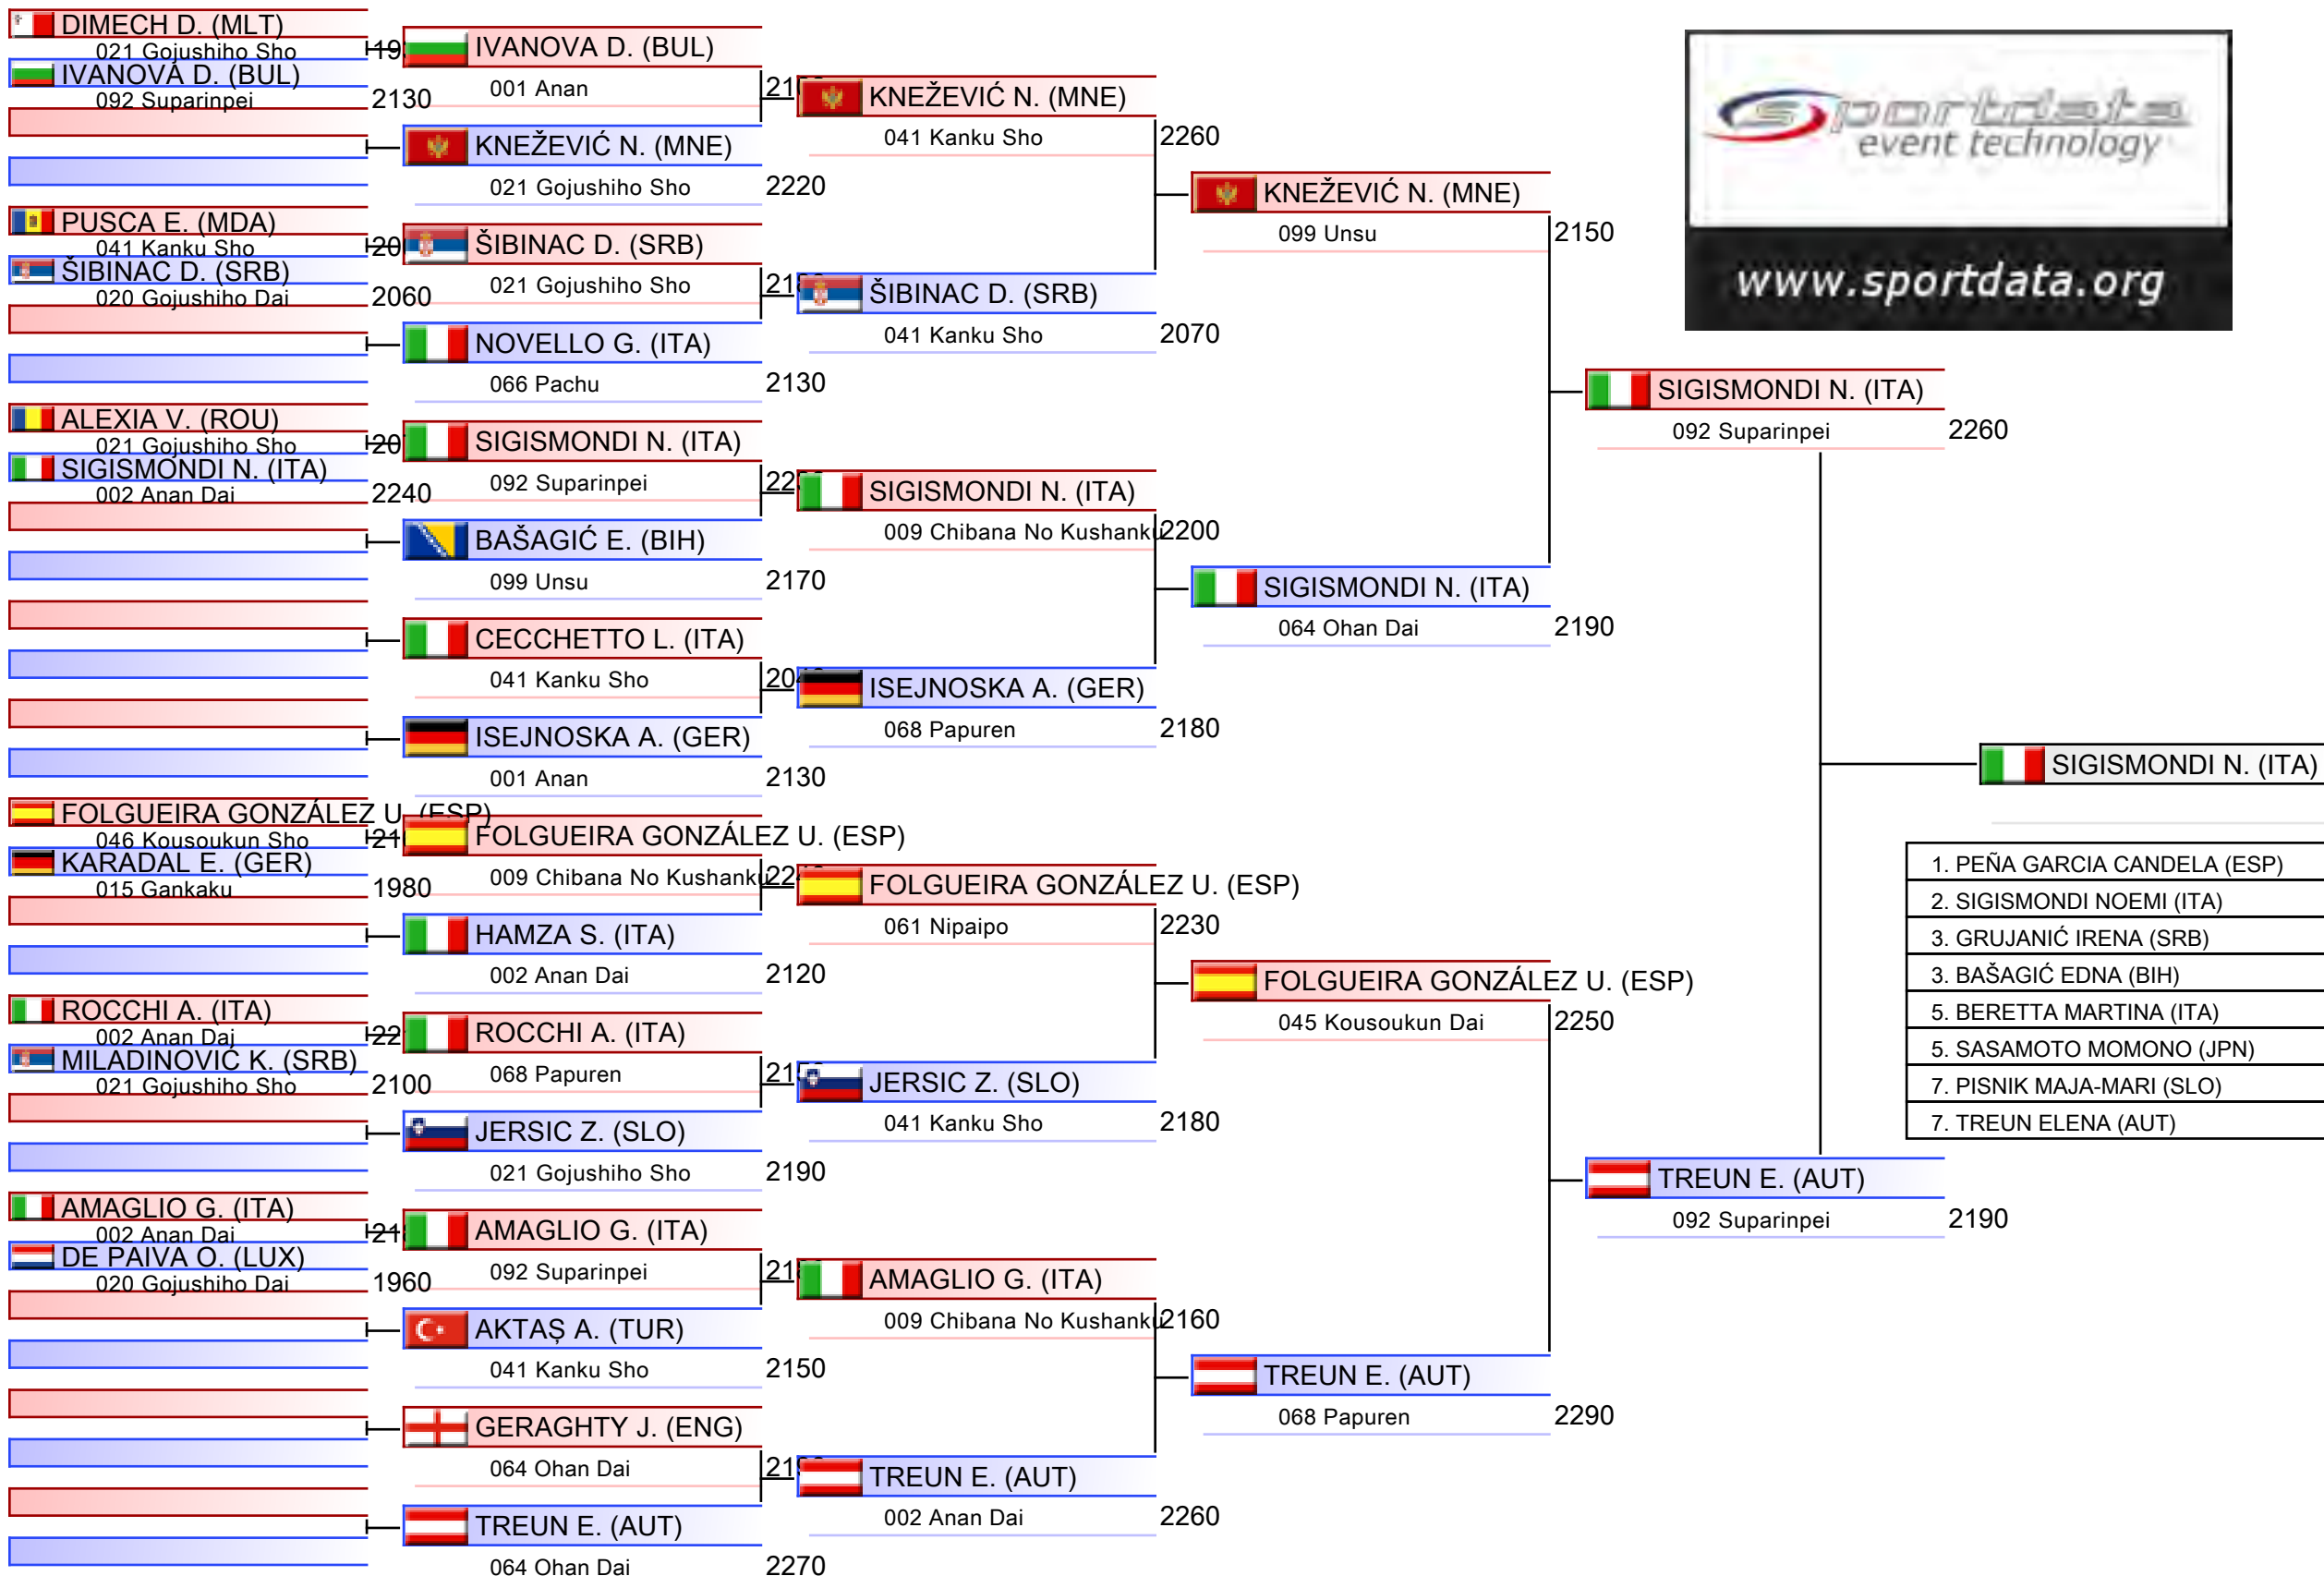 DIMECH D. (MLT)
021 Gojushiho Sho
IVANOVA D. (BUL)
092 Suparinpei
2130
PUSCA E. (MDA)
041 Kanku Sho
ŠIBINAC D. (SRB)
020 Gojushiho Dai
2060
ALEXIA V. (ROU)
021 Gojushiho Sho
SIGISMONDI N. (ITA)
002 Anan Dai
2240
FOLGUEIRA GONZÁLEZ U. (ESP)
046 Kousoukun Sho
KARADAL E. (GER)
015 Gankaku
1980
ROCCHI A. (ITA)
002 Anan Dai
MILADINOVIĆ K. (SRB)
021 Gojushiho Sho
2100
AMAGLIO G. (ITA)
002 Anan Dai
DE PAIVA O. (LUX)
020 Gojushiho Dai
1960
IVANOVA D. (BUL)
001 Anan
KNEŽEVIĆ N. (MNE)
021 Gojushiho Sho
2220
ŠIBINAC D. (SRB)
021 Gojushiho Sho
NOVELLO G. (ITA)
066 Pachu
2130
SIGISMONDI N. (ITA)
092 Suparinpei
BAŠAGIĆ E. (BIH)
099 Unsu
2170
CECCHETTO L. (ITA)
041 Kanku Sho
ISEJNOSKA A. (GER)
001 Anan
2130
FOLGUEIRA GONZÁLEZ U. (ESP)
009 Chibana No Kushanku
HAMZA S. (ITA)
002 Anan Dai
2120
ROCCHI A. (ITA)
068 Papuren
JERSIC Z. (SLO)
021 Gojushiho Sho
2190
AMAGLIO G. (ITA)
092 Suparinpei
AKTAŞ A. (TUR)
041 Kanku Sho
2150
GERAGHTY J. (ENG)
064 Ohan Dai
TREUN E. (AUT)
064 Ohan Dai
2270
KNEŽEVIĆ N. (MNE)
041 Kanku Sho
2260
ŠIBINAC D. (SRB)
041 Kanku Sho
2070
SIGISMONDI N. (ITA)
009 Chibana No Kushanku
2200
ISEJNOSKA A. (GER)
068 Papuren
2180
FOLGUEIRA GONZÁLEZ U. (ESP)
061 Nipaipo
2230
JERSIC Z. (SLO)
041 Kanku Sho
2180
AMAGLIO G. (ITA)
009 Chibana No Kushanku
2160
TREUN E. (AUT)
002 Anan Dai
2260
KNEŽEVIĆ N. (MNE)
099 Unsu
2150
SIGISMONDI N. (ITA)
064 Ohan Dai
2190
FOLGUEIRA GONZÁLEZ U. (ESP)
045 Kousoukun Dai
2250
TREUN E. (AUT)
068 Papuren
2290
SIGISMONDI N. (ITA)
092 Suparinpei
2260
TREUN E. (AUT)
092 Suparinpei
2190
SIGISMONDI N. (ITA)
sportdata
event technology
www.sportdata.org
1. PEÑA GARCIA CANDELA (ESP)
2. SIGISMONDI NOEMI (ITA)
3. GRUJANIĆ IRENA (SRB)
3. BAŠAGIĆ EDNA (BIH)
5. BERETTA MARTINA (ITA)
5. SASAMOTO MOMONO (JPN)
7. PISNIK MAJA-MARI (SLO)
7. TREUN ELENA (AUT)